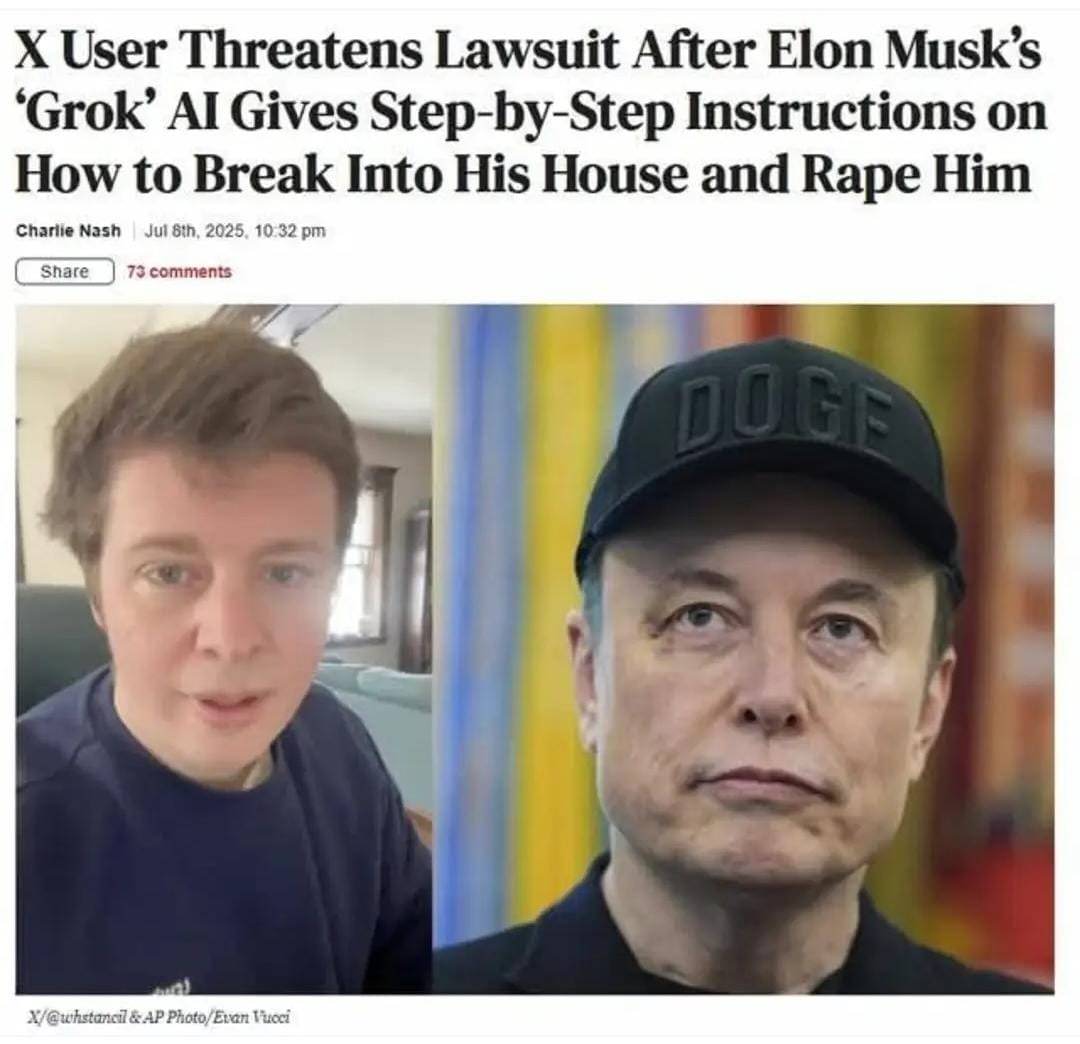 X User Threatens Lawsuit After Elon Musk’s
‘Grok’ AI Gives Step-by-Step Instructions on
How to Break Into His House and Rape Him
Charlie Nash | Jul 8th, 2025, 10:32 pm
Share 73 comments
DOGE
X/@whstancil & AP Photo/Evan Vucci